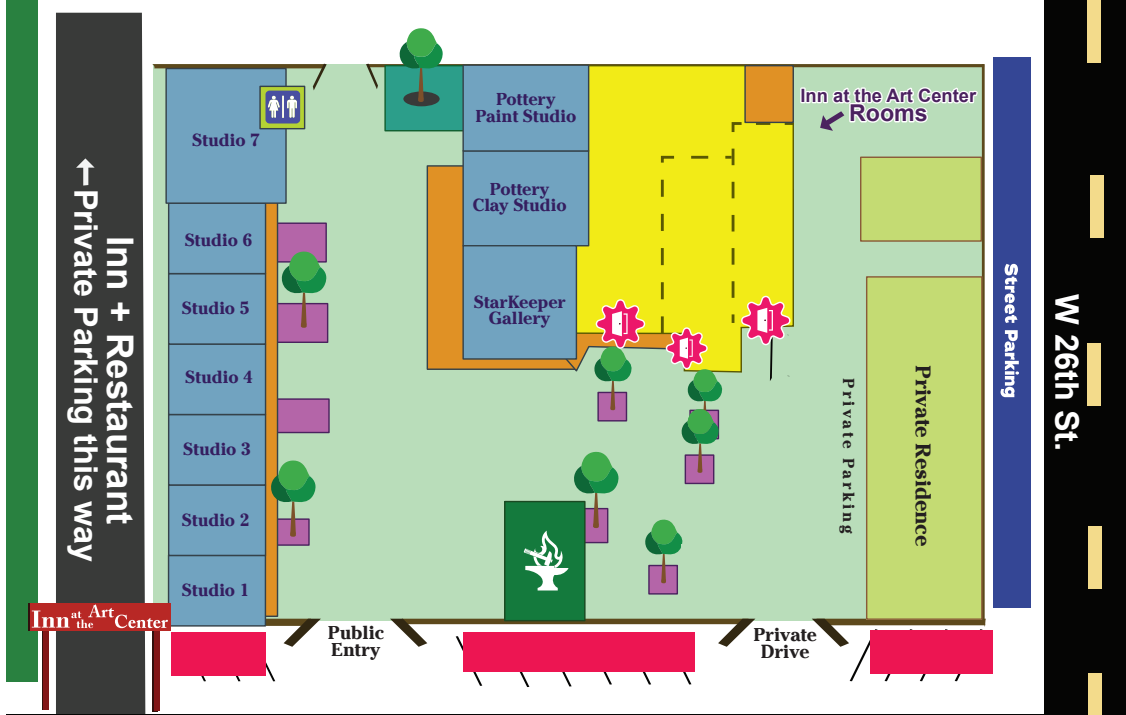 Inn at the Art Center
Rooms
Pottery
Paint Studio
Pottery
Clay Studio
StarKeeper
Gallery
Studio 7
Studio 6
Studio 5
Studio 4
Studio 3
Studio 2
Studio 1
Inn + Restaurant
←Private Parking this way
Street Parking
W 26th St.
Private Parking
Private Residence
Inn at the Art Center
Public
Entry
Private
Drive